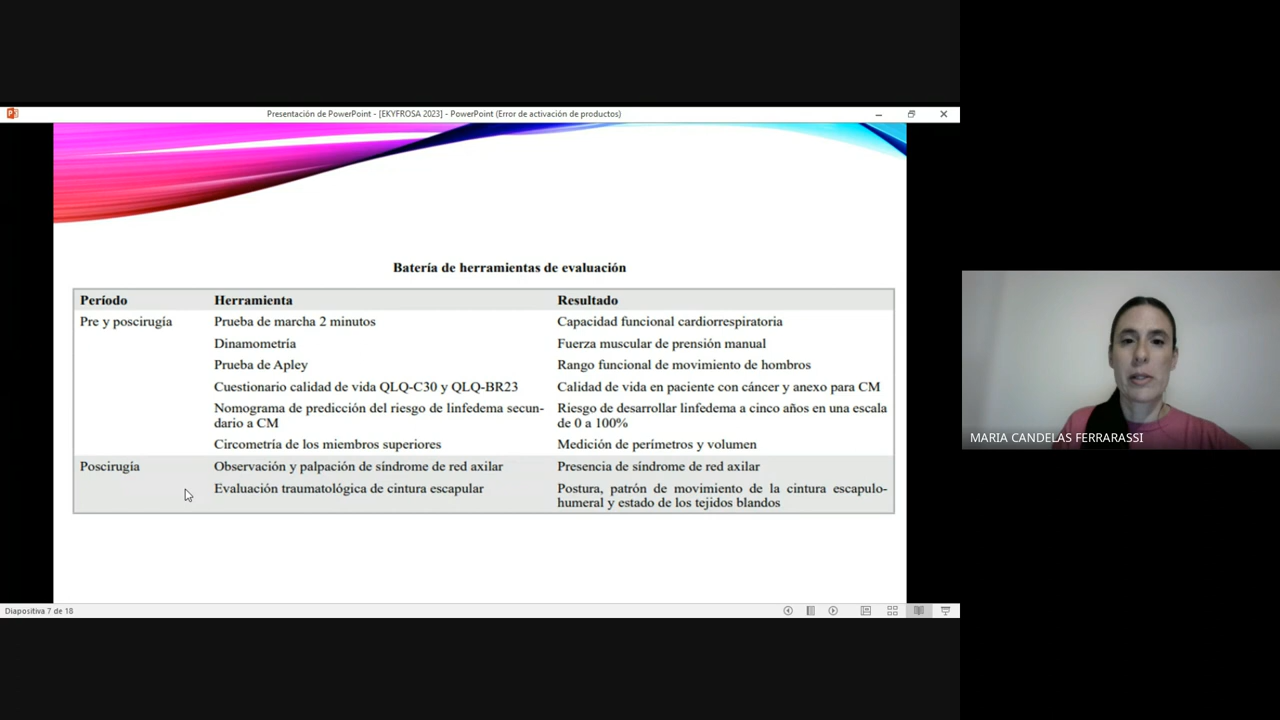 Presentación de PowerPoint - [EKYFROSA 2023] - PowerPoint (Error de activación de productos)
Batería de herramientas de evaluación
Período Herramienta Resultado
Pre y poscirugía Prueba de marcha 2 minutos Capacidad funcional cardiorrespiratoria
Dinamometría Fuerza muscular de prensión manual
Prueba de Apley Rango funcional de movimiento de hombros
Cuestionario calidad de vida QLQ-C30 y QLQ-BR23 Calidad de vida en paciente con cáncer y anexo para CM
Nomograma de predicción del riesgo de linfedema secun- Riesgo de desarrollar linfedema a cinco años en una escala
dario a CM de 0 a 100%
Circometría de los miembros superiores Medición de perímetros y volumen
Poscirugía Observación y palpación de síndrome de red axilar Presencia de síndrome de red axilar
Evaluación traumatológica de cintura escapular Postura, patrón de movimiento de la cintura escapulo-
humeral y estado de los tejidos blandos
MARIA CANDELAS FERRARASSI
Diapositiva 7 de 18